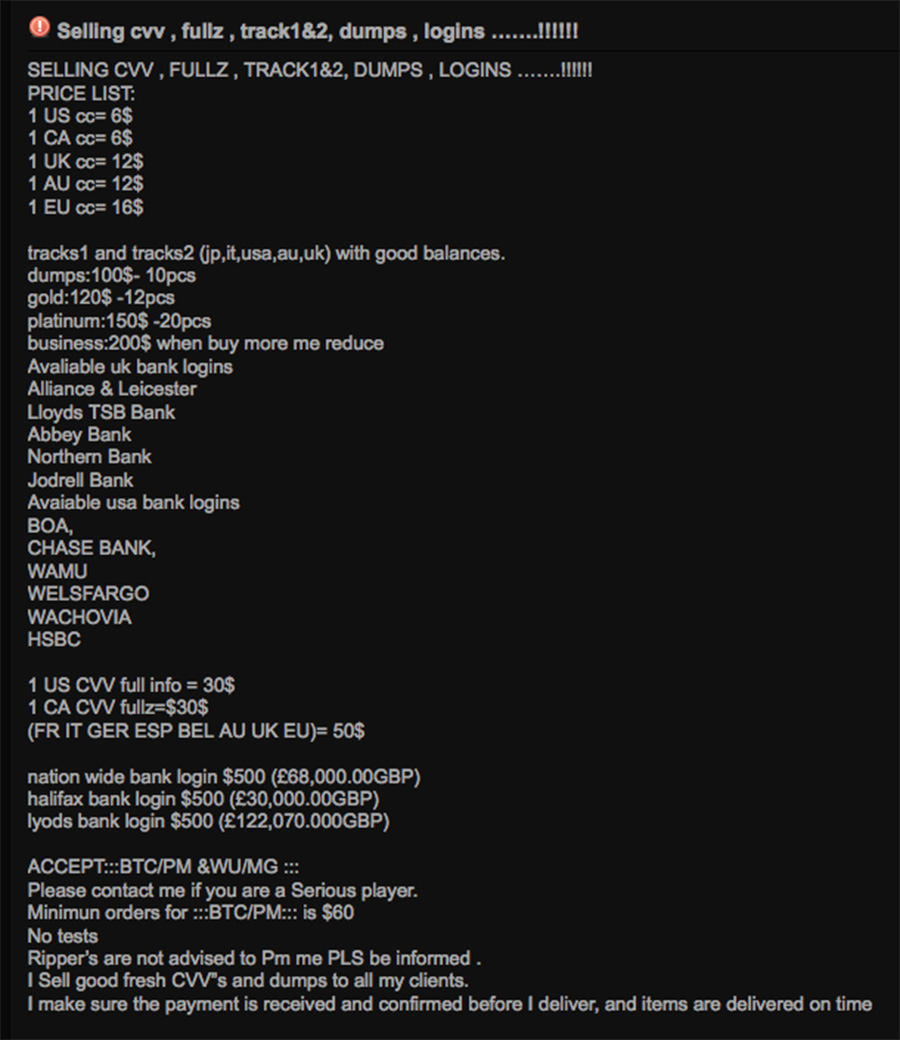 Selling cvv , fullz , track1&2, dumps , logins .......!!!!!!
SELLING CVV , FULLZ , TRACK1&2, DUMPS , LOGINS .......!!!!!!
PRICE LIST:
1 US cc= 6$
1 CA cc= 6$
1 UK cc= 12$
1 AU cc= 12$
1 EU cc= 16$
tracks1 and tracks2 (jp,it,usa,au,uk) with good balances.
dumps:100$- 10pcs
gold:120$ -12pcs
platinum:150$ -20pcs
business:200$ when buy more me reduce
Avaliable uk bank logins
Alliance & Leicester
Lloyds TSB Bank
Abbey Bank
Northern Bank
Jodrell Bank
Avaiable usa bank logins
BOA,
CHASE BANK,
WAMU
WELSFARGO
WACHOVIA
HSBC
1 US CVV full info = 30$
1 CA CVV fullz=$30$
(FR IT GER ESP BEL AU UK EU)= 50$
nation wide bank login $500 (£68,000.00GBP)
halifax bank login $500 (£30,000.00GBP)
lyods bank login $500 (£122,070.000GBP)
ACCEPT:::BTC/PM &WU/MG :::
Please contact me if you are a Serious player.
Minimun orders for :::BTC/PM::: is $60
No tests
Ripper's are not advised to Pm me PLS be informed .
I Sell good fresh CVV"s and dumps to all my clients.
I make sure the payment is received and confirmed before I deliver, and items are delivered on time